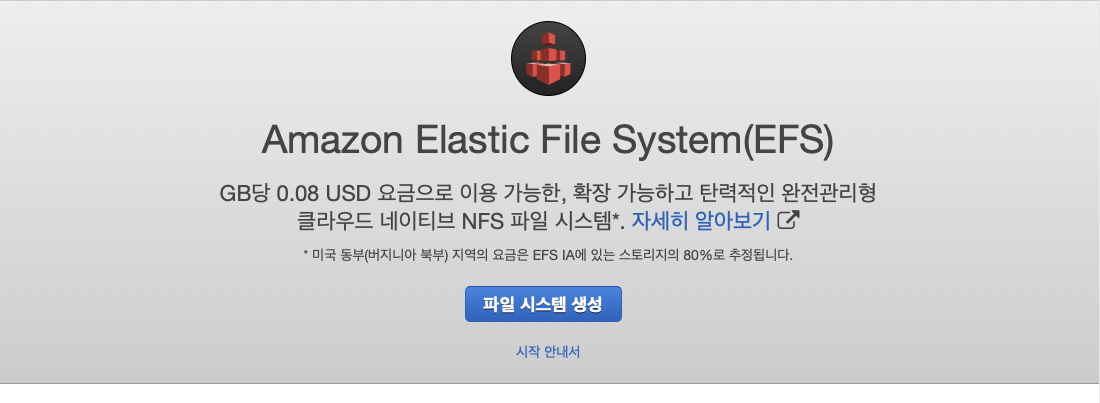 Amazon Elastic File System(EFS)
GB당 0.08 USD 요금으로 이용 가능한, 확장 가능하고 탄력적인 완전관리형
클라우드 네이티브 NFS 파일 시스템*. 자세히 알아보기
* 미국 동부(버지니아 북부) 지역의 요금은 EFS IA에 있는 스토리지의 80%로 추정됩니다.
파일 시스템 생성
시작 안내서